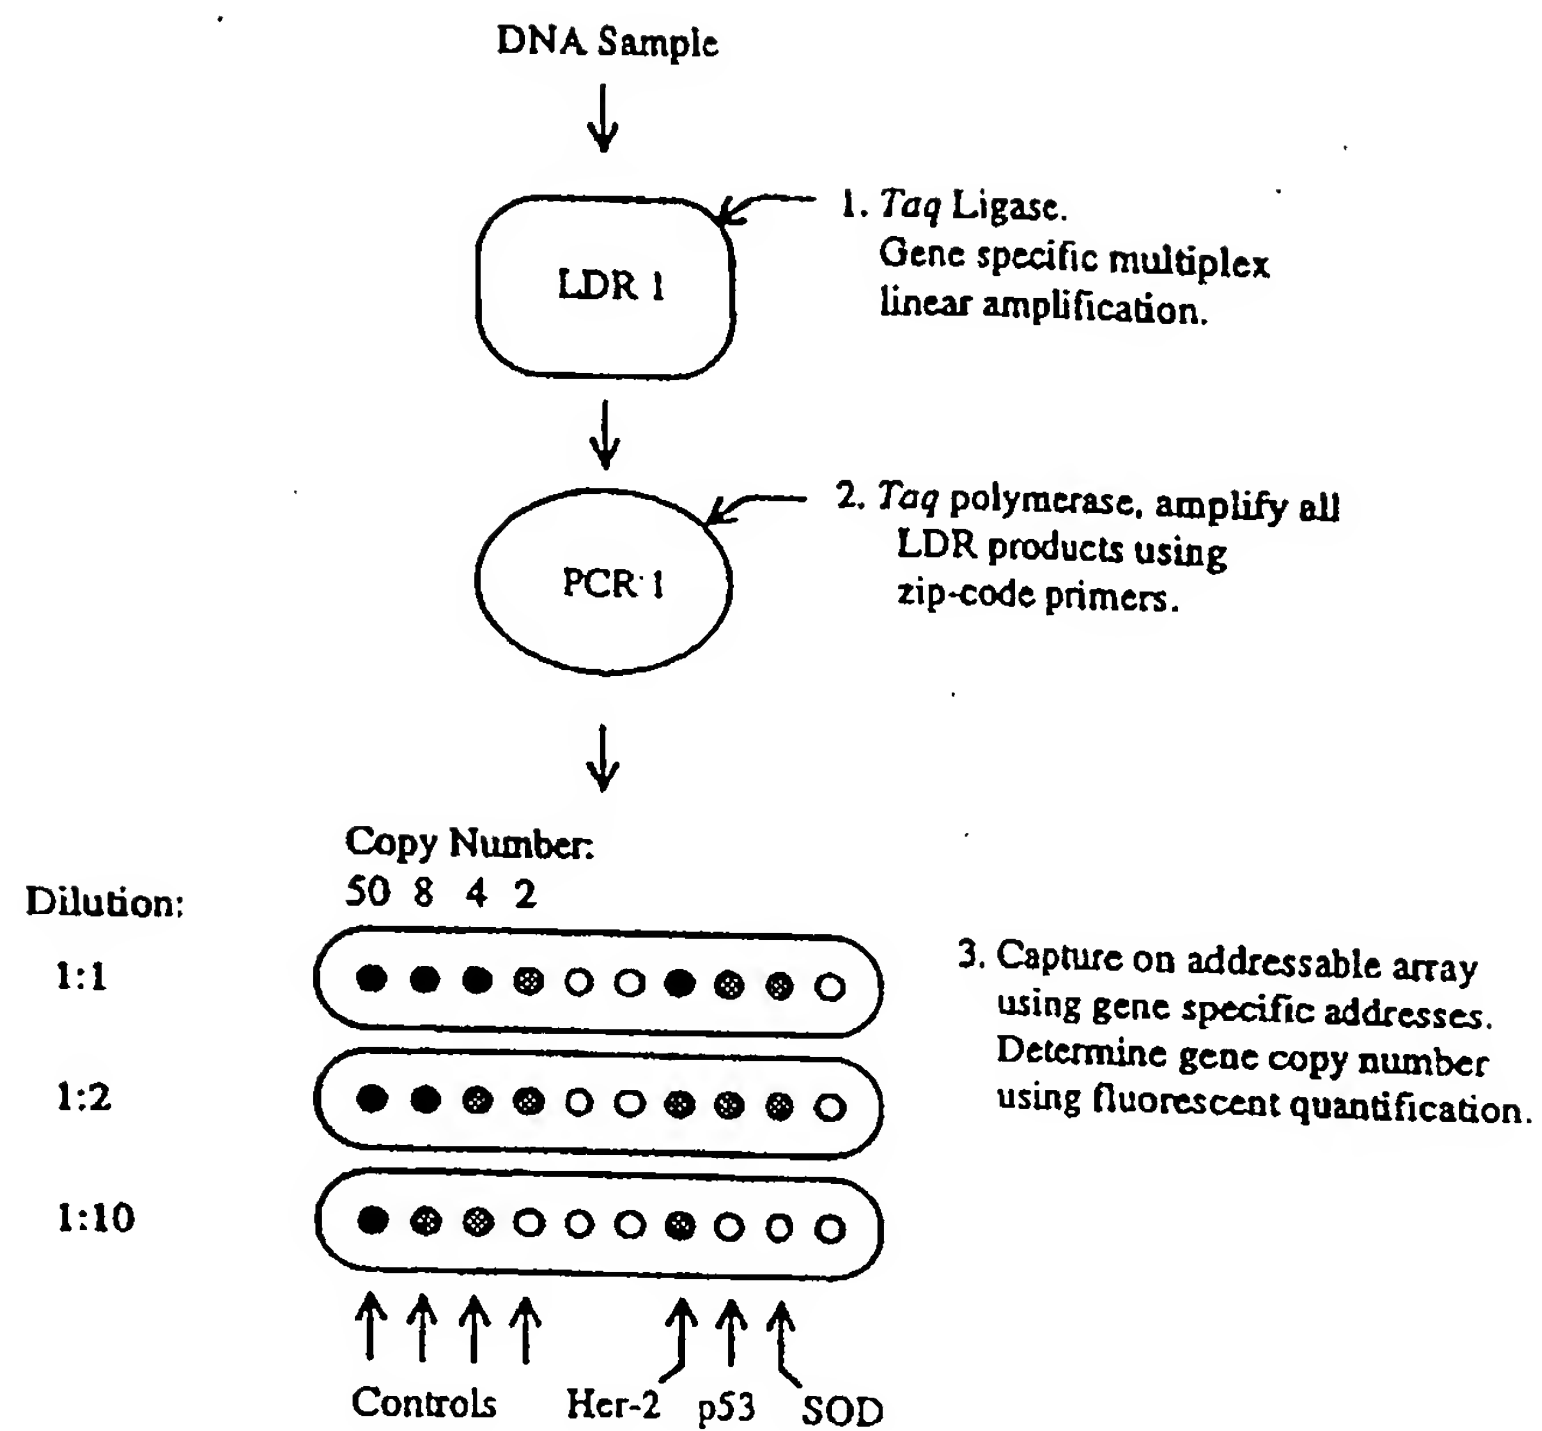 DNA Sample
LDR 1
1. Taq Ligase.
Gene specific multiplex
linear amplification.
PCR 1
2. Taq polymerase, amplify all
LDR products using
zip-code primers.
Copy Number:
50 8 4 2
Dilution:
1:1
1:2
1:10
3. Capture on addressable array
using gene specific addresses.
Determine gene copy number
using fluorescent quantification.
Controls
Her-2
p53
SOD